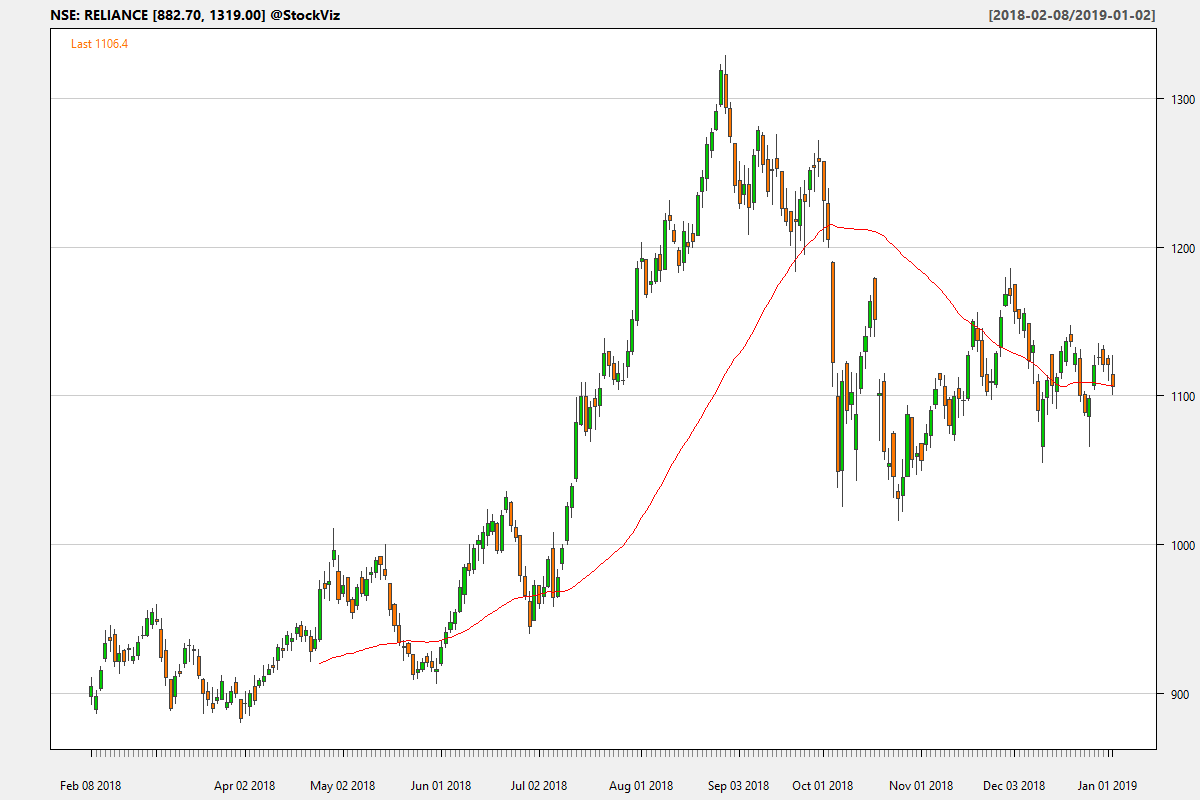 NSE: RELIANCE [882.70, 1319.00] @StockViz [2018-02-08/2019-01-02]
Last 1106.4
1300
1200
1100
1000
900
Feb 08 2018 Apr 02 2018 May 02 2018 Jun 01 2018 Jul 02 2018 Aug 01 2018 Sep 03 2018 Oct 01 2018 Nov 01 2018 Dec 03 2018 Jan 01 2019